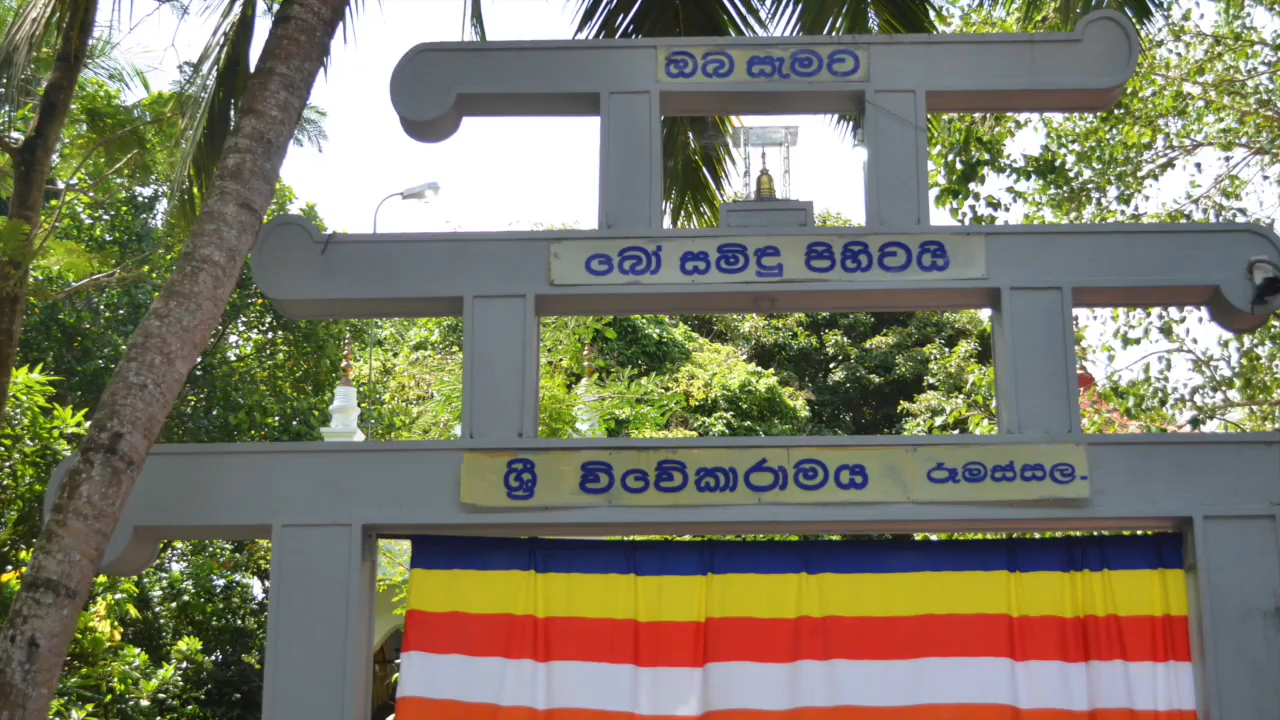 ඔබ සැමට
බෝ සමිඳු පිහිටයි
ශ්‍රී විවේකාරාමය රූමස්සල.